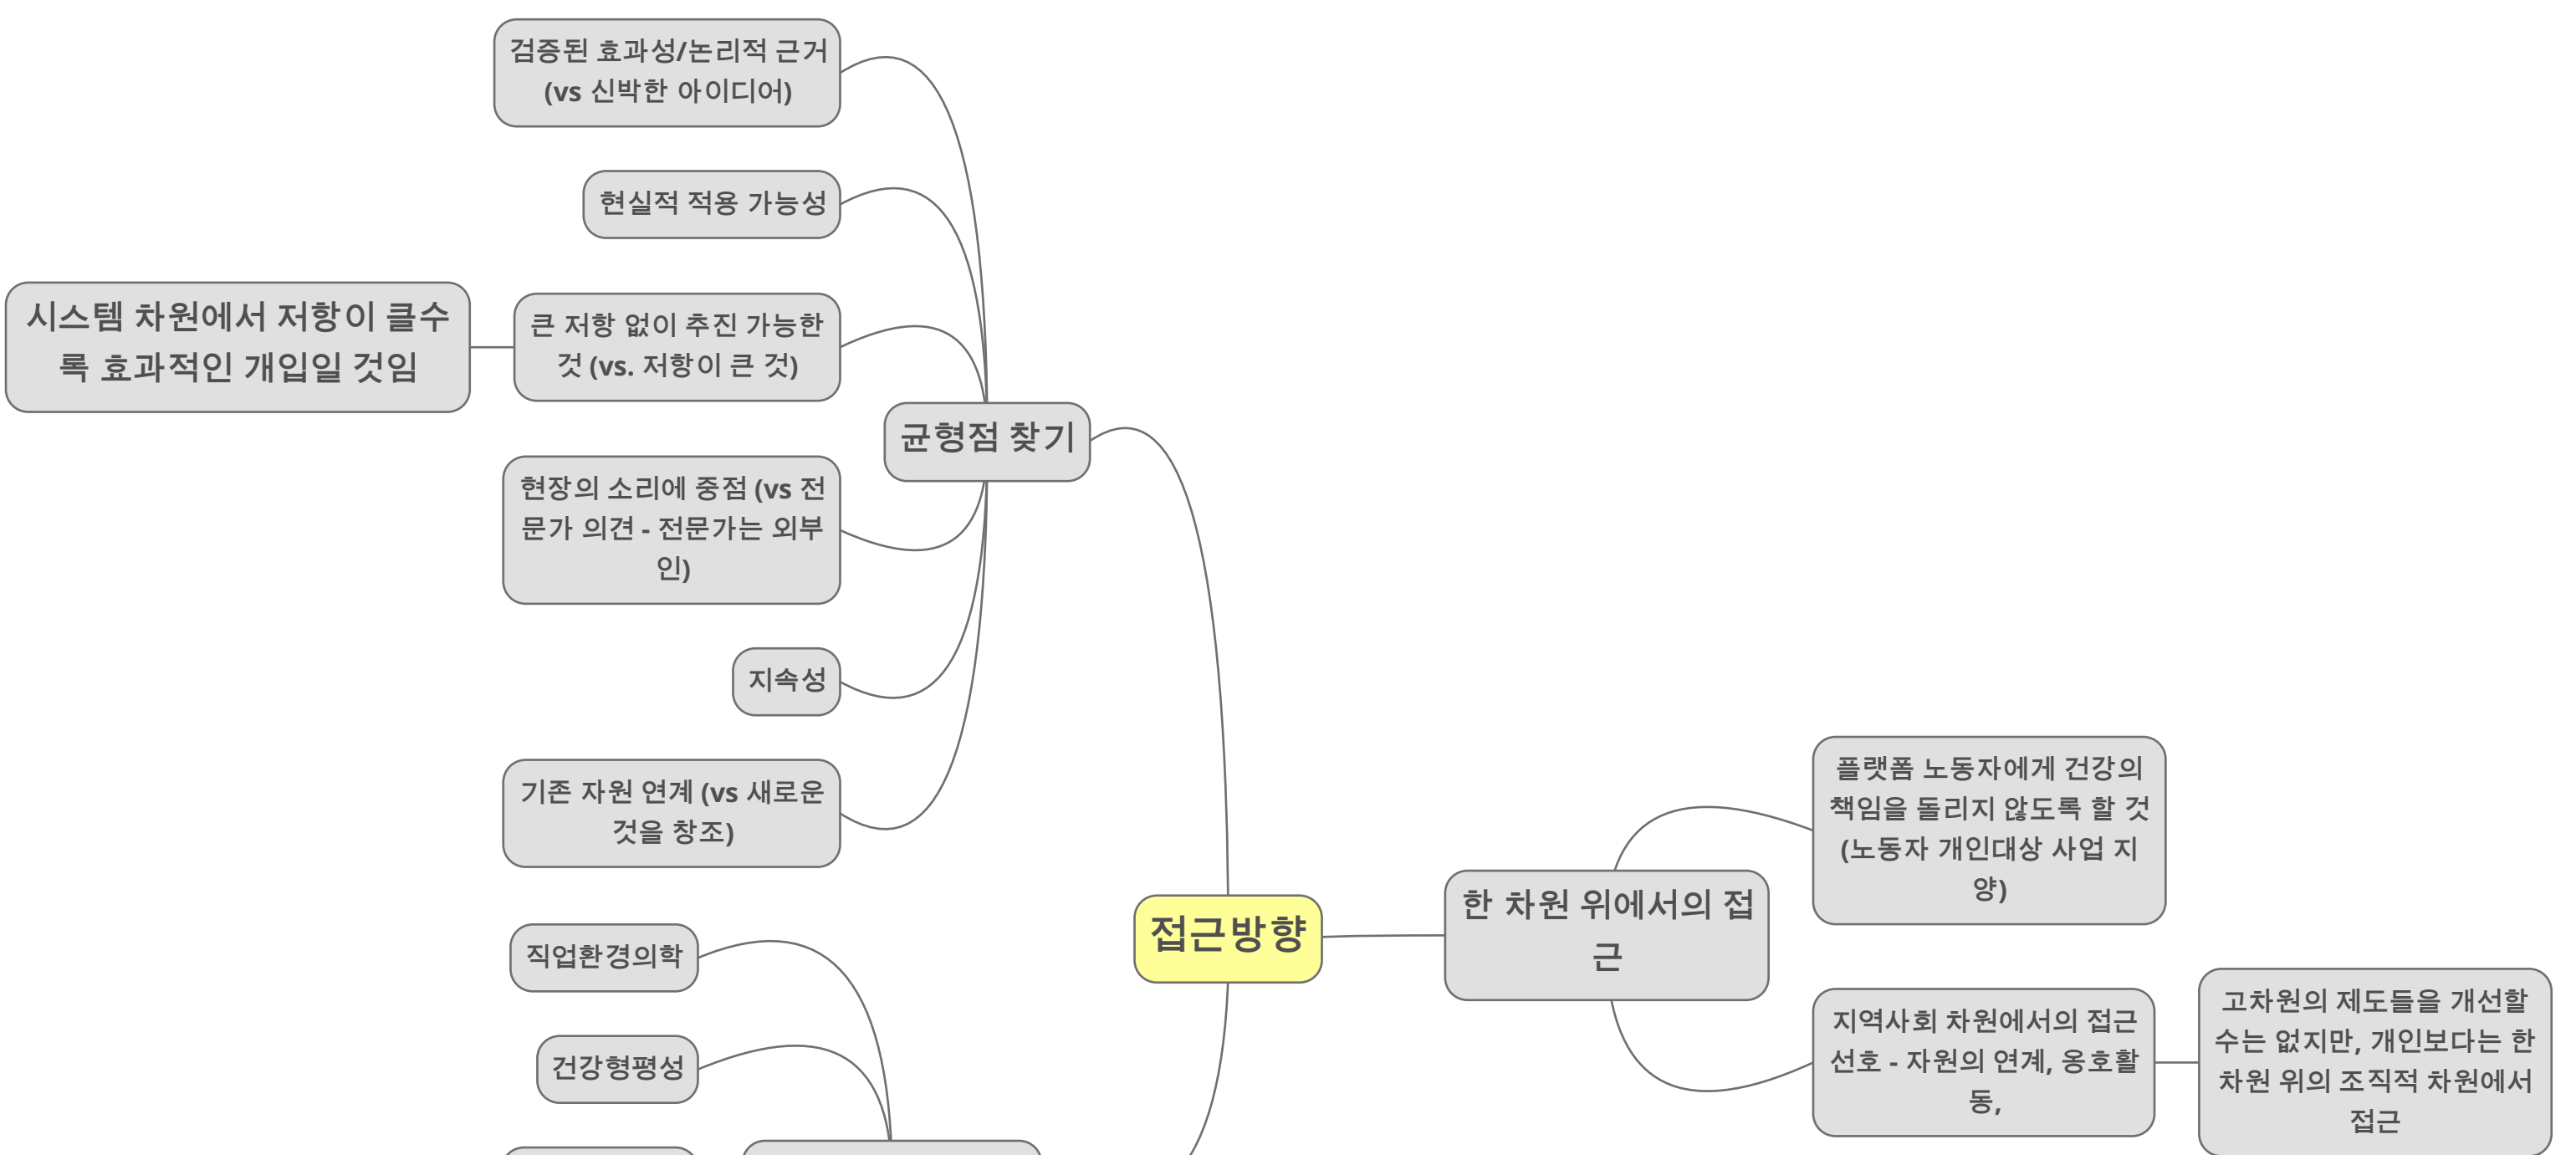 검증된 효과성/논리적 근거
(vs 신박한 아이디어)
현실적 적용 가능성
시스템 차원에서 저항이 클수
록 효과적인 개입일 것임
큰 저항 없이 추진 가능한
것 (vs. 저항이 큰 것)
균형점 찾기
현장의 소리에 중점 (vs 전
문가 의견 - 전문가는 외부
인)
지속성
기존 자원 연계 (vs 새로운
것을 창조)
접근방향
한 차원 위에서의 접
근
플랫폼 노동자에게 건강의
책임을 돌리지 않도록 할 것
(노동자 개인대상 사업 지
양)
지역사회 차원에서의 접근
선호 - 자원의 연계, 옹호활
동,
고차원의 제도들을 개선할
수는 없지만, 개인보다는 한
차원 위의 조직적 차원에서
접근
직업환경의학
건강형평성